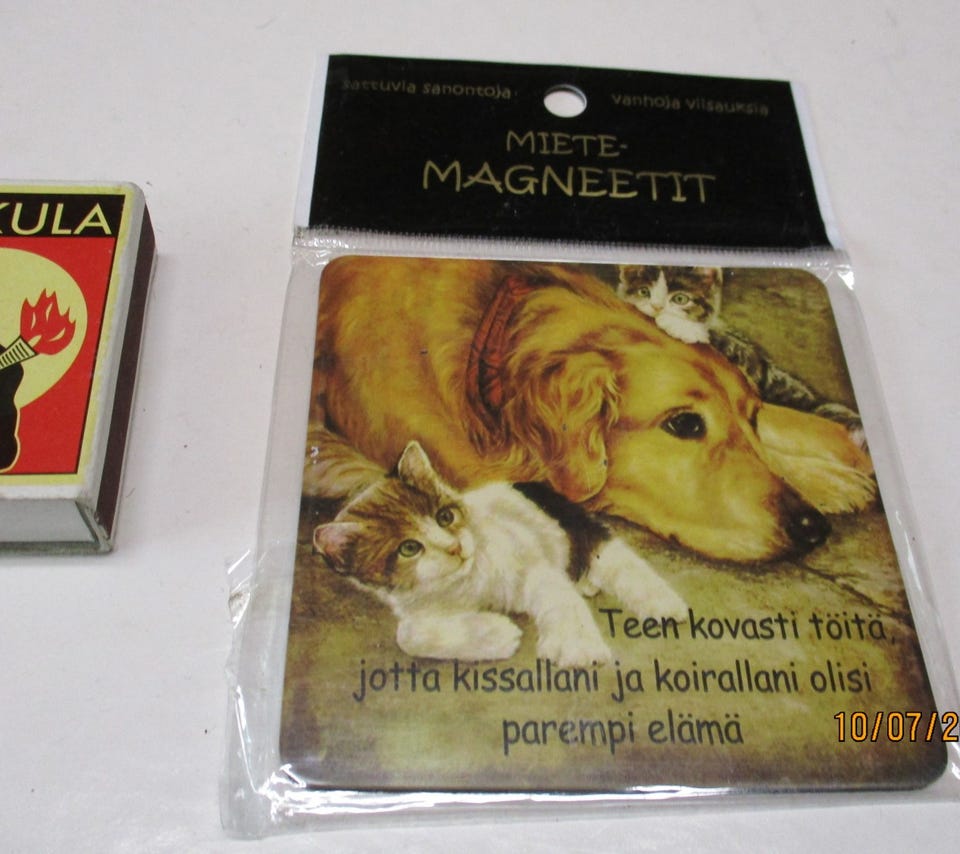 sattuvia sanontoja
vanhoja viisauksia
MIETE-
MAGNEETIT
KULA
Teen kovasti töitä,
jotta kissallani ja koirallani olisi
parempi elämä
10/07/2